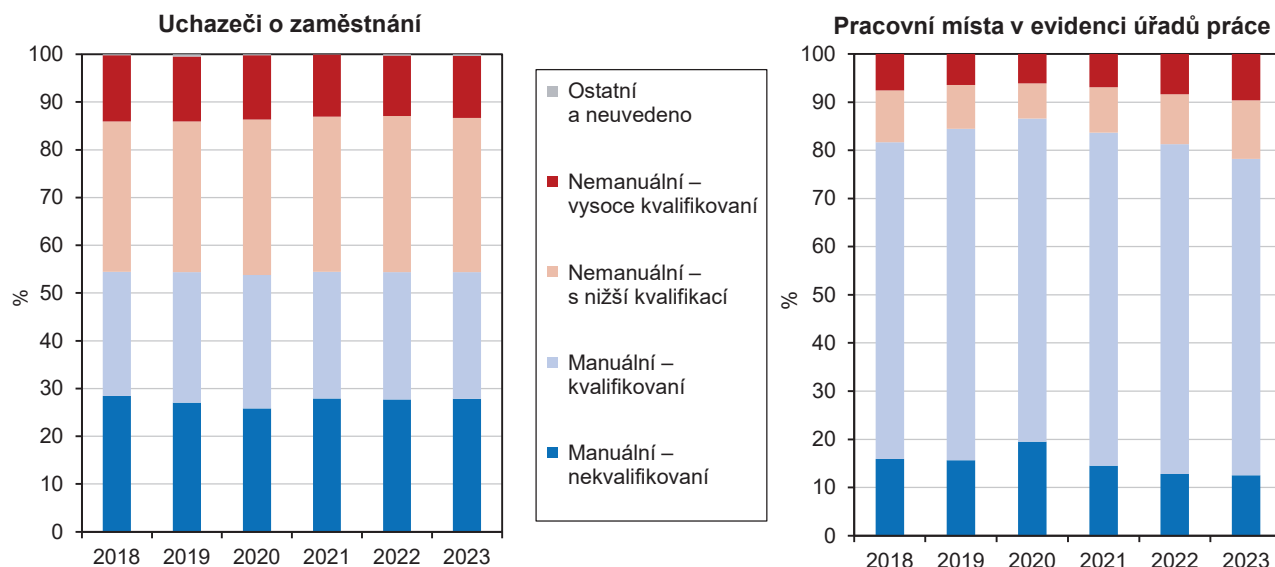 Uchazeči o zaměstnání
100
90
80
70
60
50
40
30
20
10
0
%
2018 2019 2020 2021 2022 2023
Ostatní
a neuvedeno
Nemanuální –
vysoce kvalifikovaní
Nemanuální –
s nižší kvalifikací
Manuální –
kvalifikovaní
Manuální –
nekvalifikovaní
Pracovní místa v evidenci úřadů práce
100
90
80
70
60
50
40
30
20
10
0
%
2018 2019 2020 2021 2022 2023